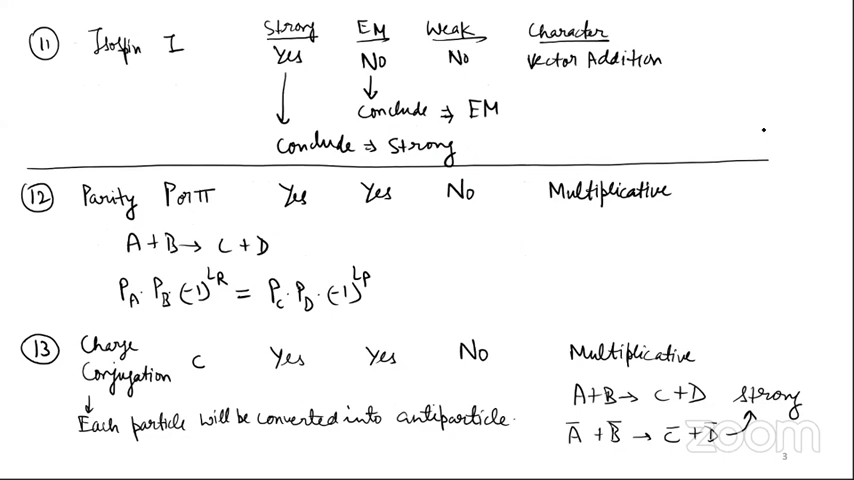 Strong EM Weak Character
(11) Isospin I Yes No No Vector Addition
Conclude ⇒ EM
Conclude ⇒ Strong
(12) Parity P or π Yes Yes No Multiplicative
A + B → C + D
P_A · P_B · (-1)^{LR} = P_C · P_D · (-1)^{LP}
(13) Charge
Conjugation C Yes Yes No Multiplicative
A + B → C + D Strong
Each particle will be converted into antiparticle.
A̅ + B̅ → C̅ + D̅
zoom
3